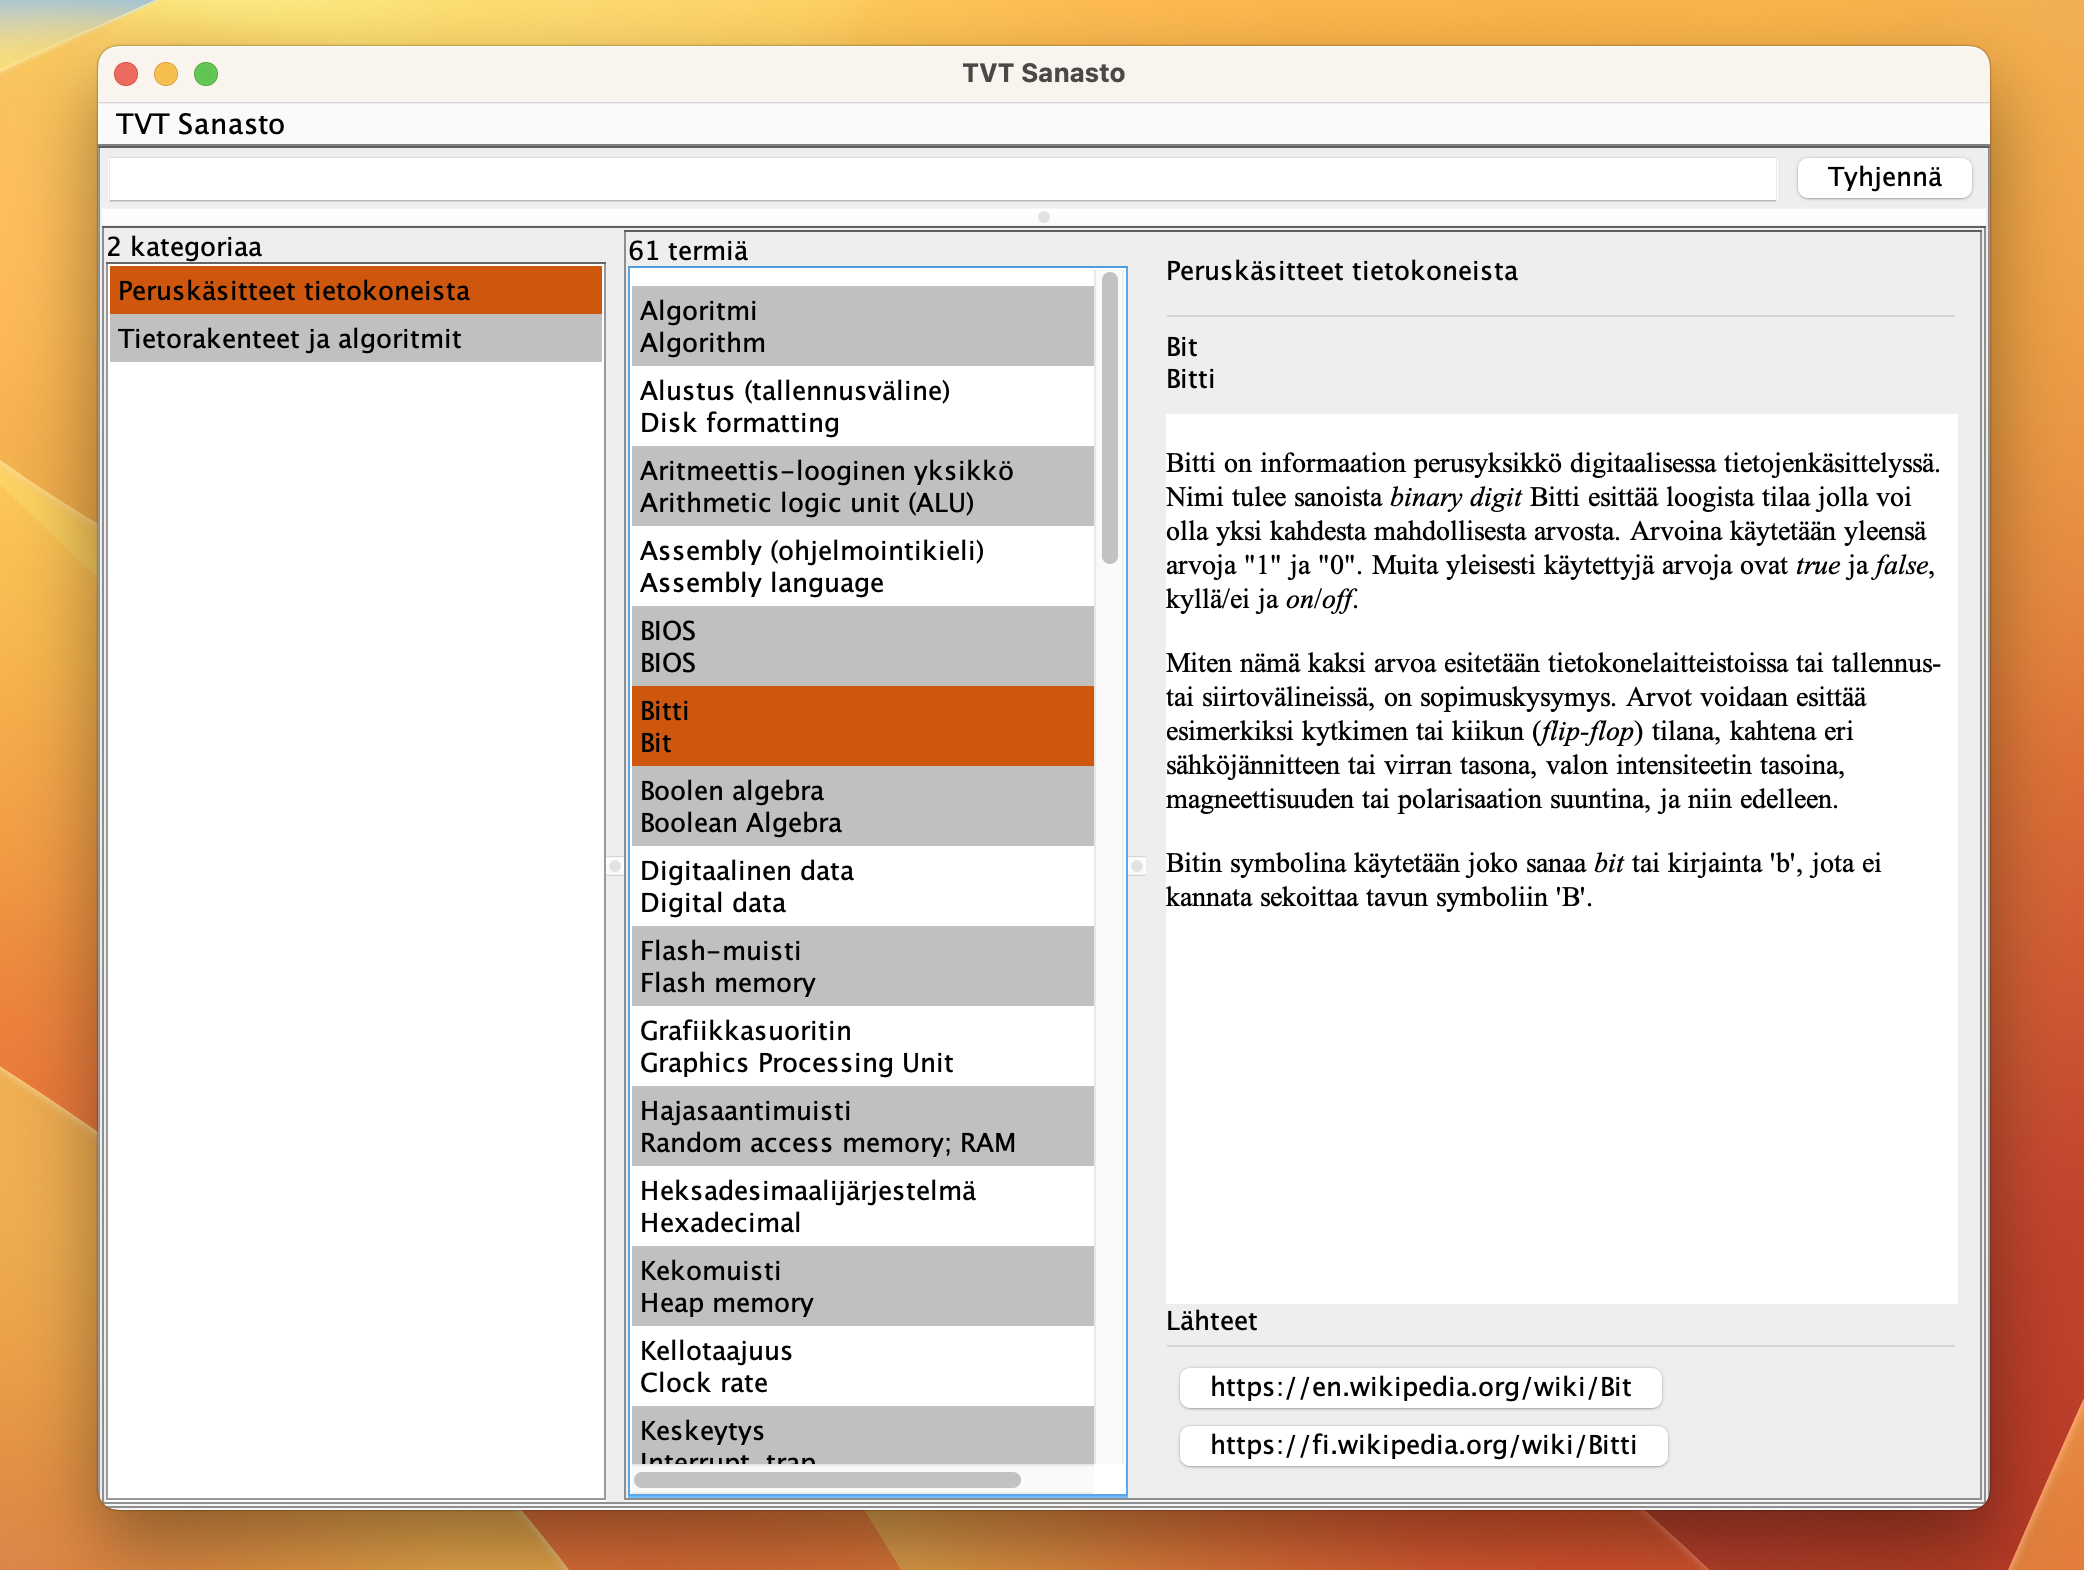 TVT Sanasto
TVT Sanasto
Tyhjennä
2 kategoriaa
Peruskäsitteet tietokoneista
Tietorakenteet ja algoritmit
61 termiä
Algoritmi
Algorithm
Alustus (tallennusväline)
Disk formatting
Aritmeettis-looginen yksikkö
Arithmetic logic unit (ALU)
Assembly (ohjelmointikieli)
Assembly language
BIOS
BIOS
Bitti
Bit
Boolen algebra
Boolean Algebra
Digitaalinen data
Digital data
Flash-muisti
Flash memory
Grafiikkasuoritin
Graphics Processing Unit
Hajasaantimuisti
Random access memory; RAM
Heksadesimaalijärjestelmä
Hexadecimal
Kekomuisti
Heap memory
Kellotaajuus
Clock rate
Keskeytys
Interrupt, trap
Peruskäsitteet tietokoneista
Bit
Bitti
Bitti on informaation perusyksikkö digitaalisessa tietojenkäsittelyssä.
Nimi tulee sanoista binary digit Bitti esittää loogista tilaa jolla voi
olla yksi kahdesta mahdollisesta arvosta. Arvoina käytetään yleensä
arvoja "1" ja "0". Muita yleisesti käytettyjä arvoja ovat true ja false,
kyllä/ei ja on/off.
Miten nämä kaksi arvoa esitetään tietokonelaitteistoissa tai tallennus-
tai siirtovälineissä, on sopimuskysymys. Arvot voidaan esittää
esimerkiksi kytkimen tai kiikun (flip-flop) tilana, kahtena eri
sähköjännitteen tai virran tasona, valon intensiteetin tasoina,
magneettisuuden tai polarisaation suuntina, ja niin edelleen.
Bitin symbolina käytetään joko sanaa bit tai kirjainta 'b', jota ei
kannata sekoittaa tavun symboliin 'B'.
Lähteet
https://en.wikipedia.org/wiki/Bit
https://fi.wikipedia.org/wiki/Bitti